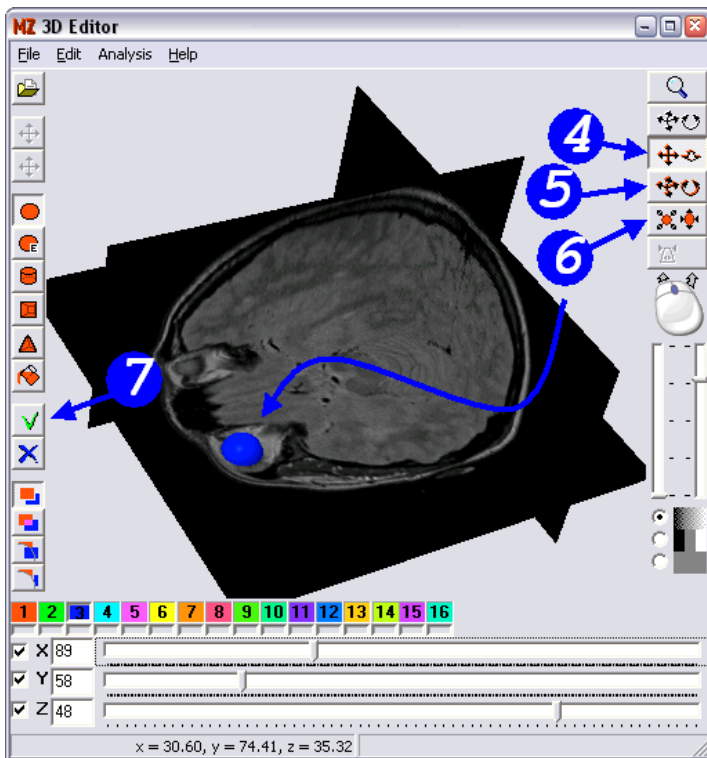 MZ 3D Editor
File Edit Analysis Help
4
5
6
7
E
1 2 3 4 5 6 7 8 9 10 11 12 13 14 15 16
X 89
Y 58
Z 48
x = 30.60, y = 74.41, z = 35.32